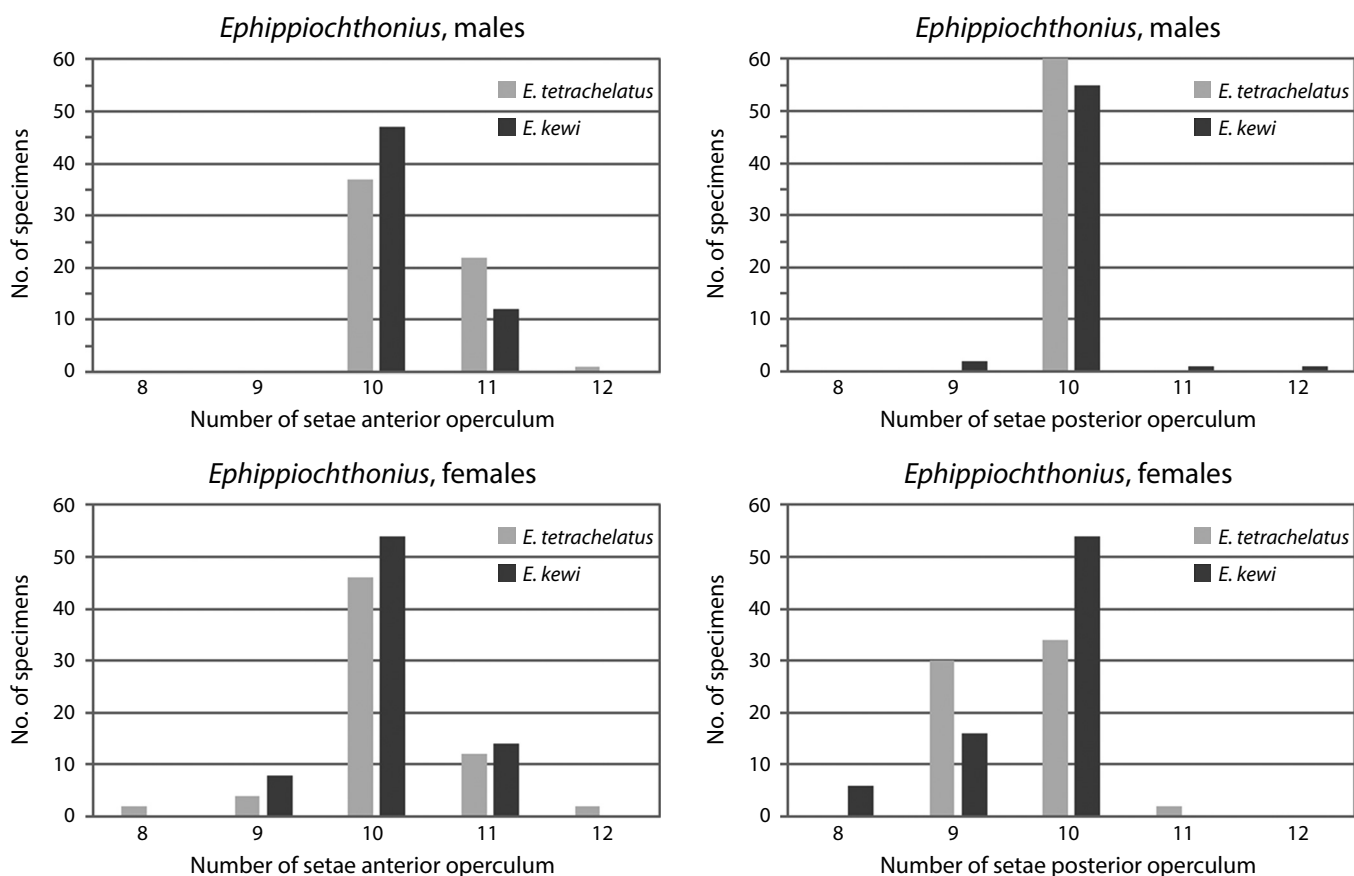 Ephippiochthonius, males
60
50
40
30
20
10
0
No. of specimens
E. tetrachelatus
E. kewi
8 9 10 11 12
Number of setae anterior operculum
Ephippiochthonius, males
60
50
40
30
20
10
0
No. of specimens
E. tetrachelatus
E. kewi
8 9 10 11 12
Number of setae posterior operculum
Ephippiochthonius, females
60
50
40
30
20
10
0
No. of specimens
E. tetrachelatus
E. kewi
8 9 10 11 12
Number of setae anterior operculum
Ephippiochthonius, females
60
50
40
30
20
10
0
No. of specimens
E. tetrachelatus
E. kewi
8 9 10 11 12
Number of setae posterior operculum